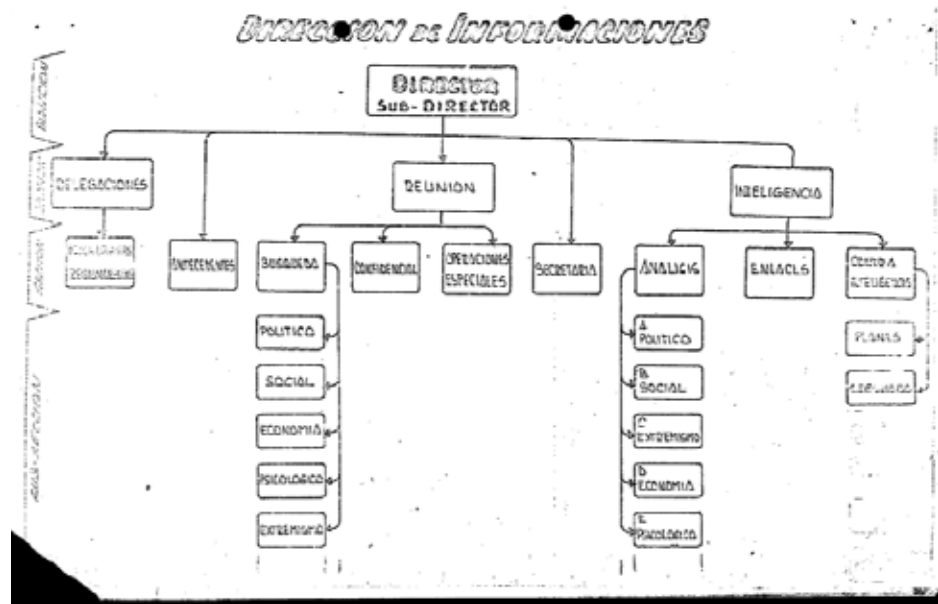 DIRECCION DE INFORMACIONES
DIRECTOR
SUB-DIRECTOR
DELEGACIONES
REUNION
INTELIGENCIA
ANTECEDENTES
BUSQUEDA
CONFIDENCIAL
OPERACIONES
ESPECIALES
SECRETARIA
ANALISIS
ENLACES
POLITICO
SOCIAL
ECONOMIA
PSICOLOGICO
EXTREMISMO
A
POLITICO
B
SOCIAL
C
EXTREMISMO
D
ECONOMIA
E
PSICOLOGICO
PLANES